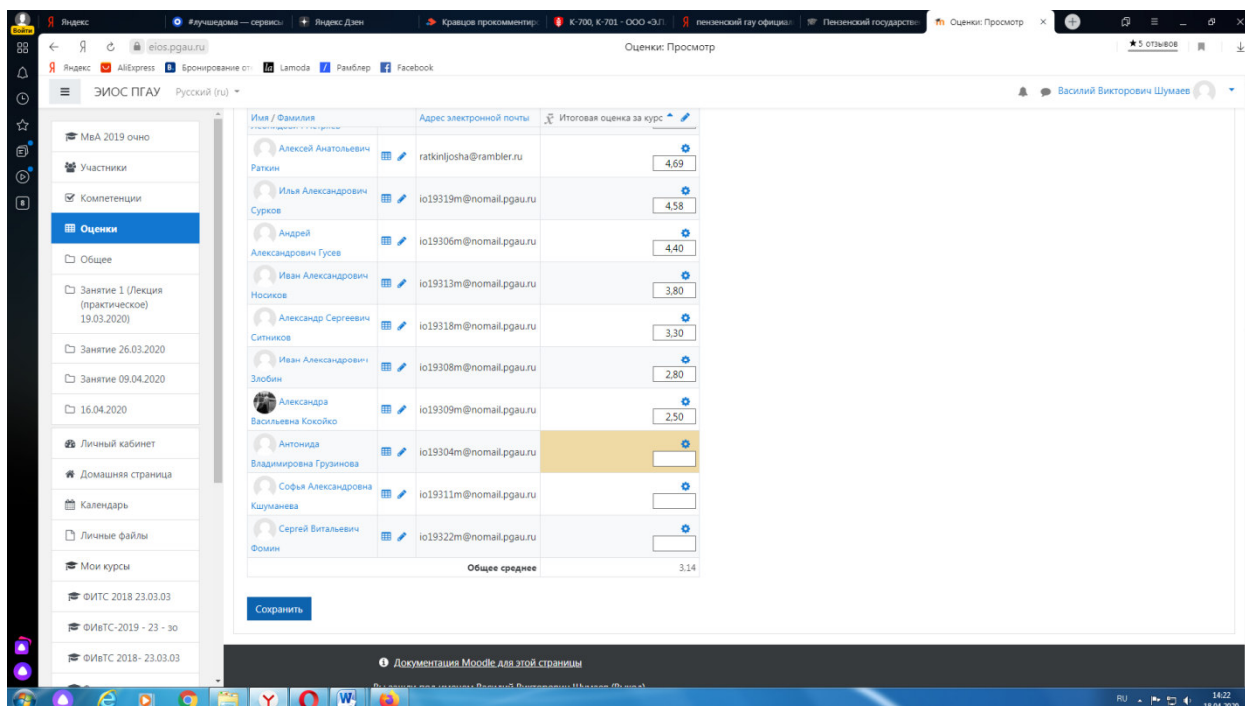 Яндекс
#лучшедома — сервисы
Яндекс Дзен
Кравцов прокомментир
К-700, К-701 - ООО «ЭЛ
пензенский гау официал
Пензенский государстве
Оценки: Просмотр
Войти
eios.pgau.ru
Оценки: Просмотр
★5 отзывов
Яндекс
AliExpress
Бронирование от
Lamoda
Рамблер
Facebook
ЭИОС ПГАУ
Русский (ru)
Василий Викторович Шумаев
МвА 2019 очно
Участники
Компетенции
Оценки
Общее
Занятие 1 (Лекция
(практическое)
19.03.2020)
Занятие 26.03.2020
Занятие 09.04.2020
16.04.2020
Личный кабинет
Домашняя страница
Календарь
Личные файлы
Мои курсы
ФИТС 2018 23.03.03
ФИвТС-2019 - 23 - зо
ФИвТС 2018- 23.03.03
Имя / Фамилия Адрес электронной почты Итоговая оценка за курс
Алексей Анатольевич
Раткин ratkinljosha@rambler.ru 4,69
Илья Александрович
Сурков io19319m@nomail.pgau.ru 4,58
Андрей
Александрович Гусев io19306m@nomail.pgau.ru 4,40
Иван Александрович
Носиков io19313m@nomail.pgau.ru 3,80
Александр Сергеевич
Ситников io19318m@nomail.pgau.ru 3,30
Иван Александрович
Злобин io19308m@nomail.pgau.ru 2,80
Александра
Васильевна Кокойко io19309m@nomail.pgau.ru 2,50
Антонида
Владимировна Грузинова io19304m@nomail.pgau.ru
Софья Александровна
Кшуманева io19311m@nomail.pgau.ru
Сергей Витальевич
Фомин io19322m@nomail.pgau.ru
Общее среднее 3,14
Сохранить
Документация Moodle для этой страницы
RU
14:22
18.04.2020